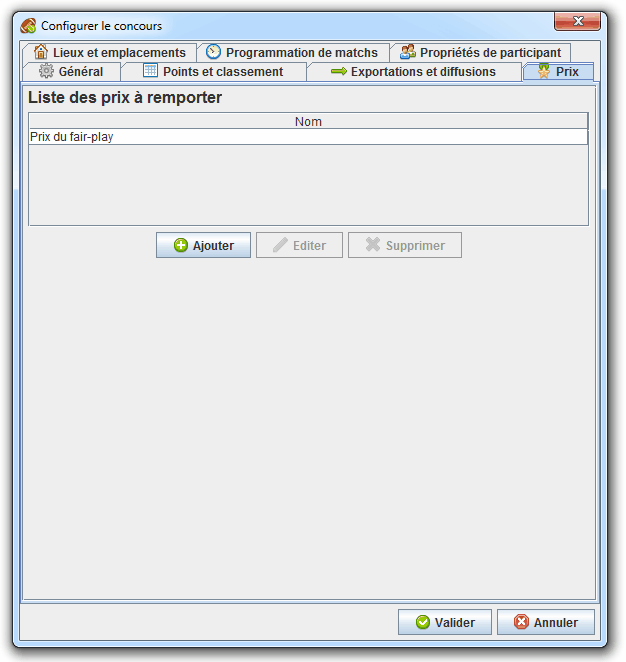 Configurer le concours
Lieux et emplacements Programmation de matchs Propriétés de participant
Général Points et classement Exportations et diffusions Prix
Liste des prix à remporter
Nom
Prix du fair-play
Ajouter Editer Supprimer
Valider Annuler